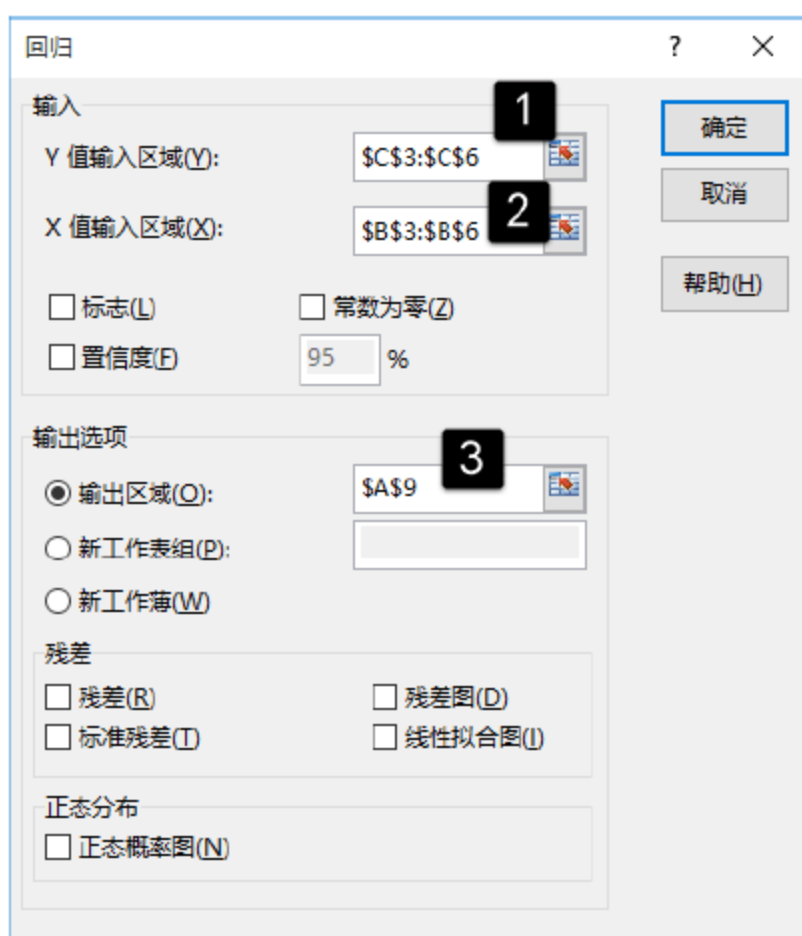 回归 ? ×
输入
1
Y 值输入区域(Y): $C$3:$C$6
2
X 值输入区域(X): $B$3:$B$6
标志(L) 常数为零(Z)
置信度(F) 95 %
确定
取消
帮助(H)
输出选项
3
输出区域(O): $A$9
新工作表组(P):
新工作薄(W)
残差
残差(R) 残差图(D)
标准残差(T) 线性拟合图(I)
正态分布
正态概率图(N)